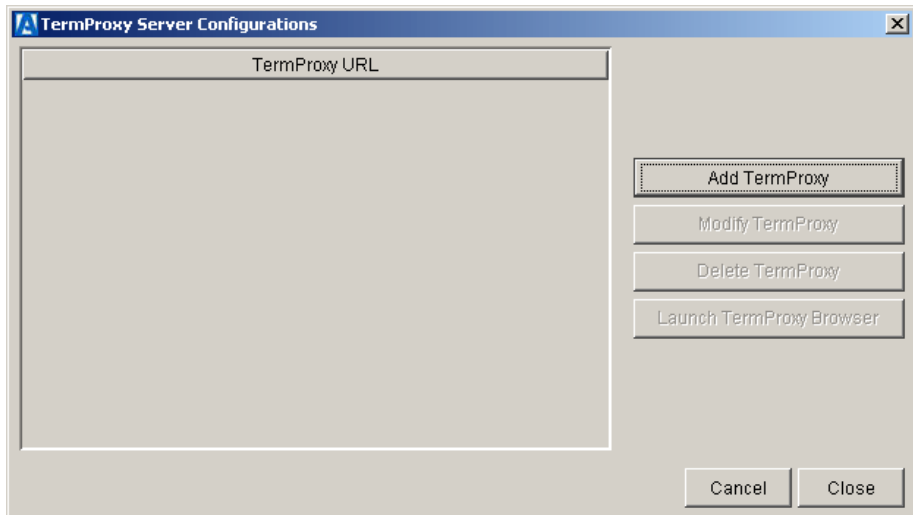 TermProxy Server Configurations
TermProxy URL
Add TermProxy
Modify TermProxy
Delete TermProxy
Launch TermProxy Browser
Cancel Close